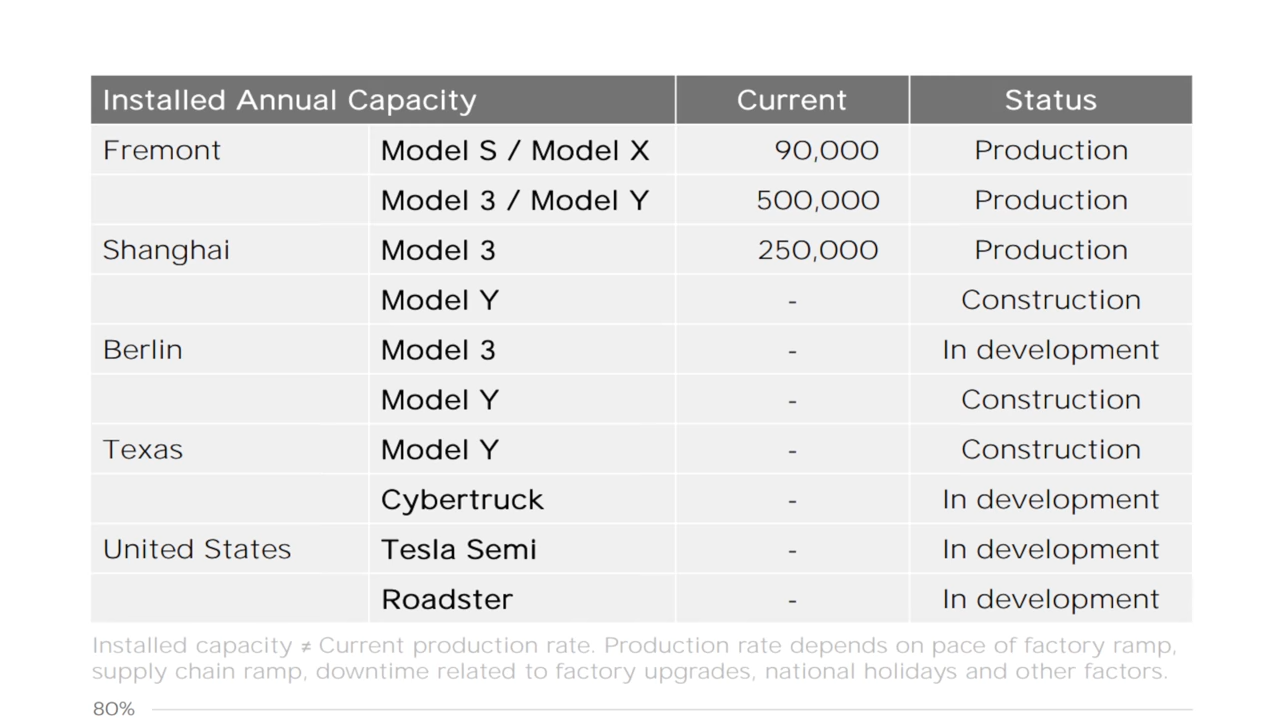 Installed Annual Capacity Current Status
Fremont Model S / Model X 90,000 Production
Model 3 / Model Y 500,000 Production
Shanghai Model 3 250,000 Production
Model Y - Construction
Berlin Model 3 - In development
Model Y - Construction
Texas Model Y - Construction
Cybertruck - In development
United States Tesla Semi - In development
Roadster - In development
Installed capacity ≠ Current production rate. Production rate depends on pace of factory ramp,
supply chain ramp, downtime related to factory upgrades, national holidays and other factors.
80%